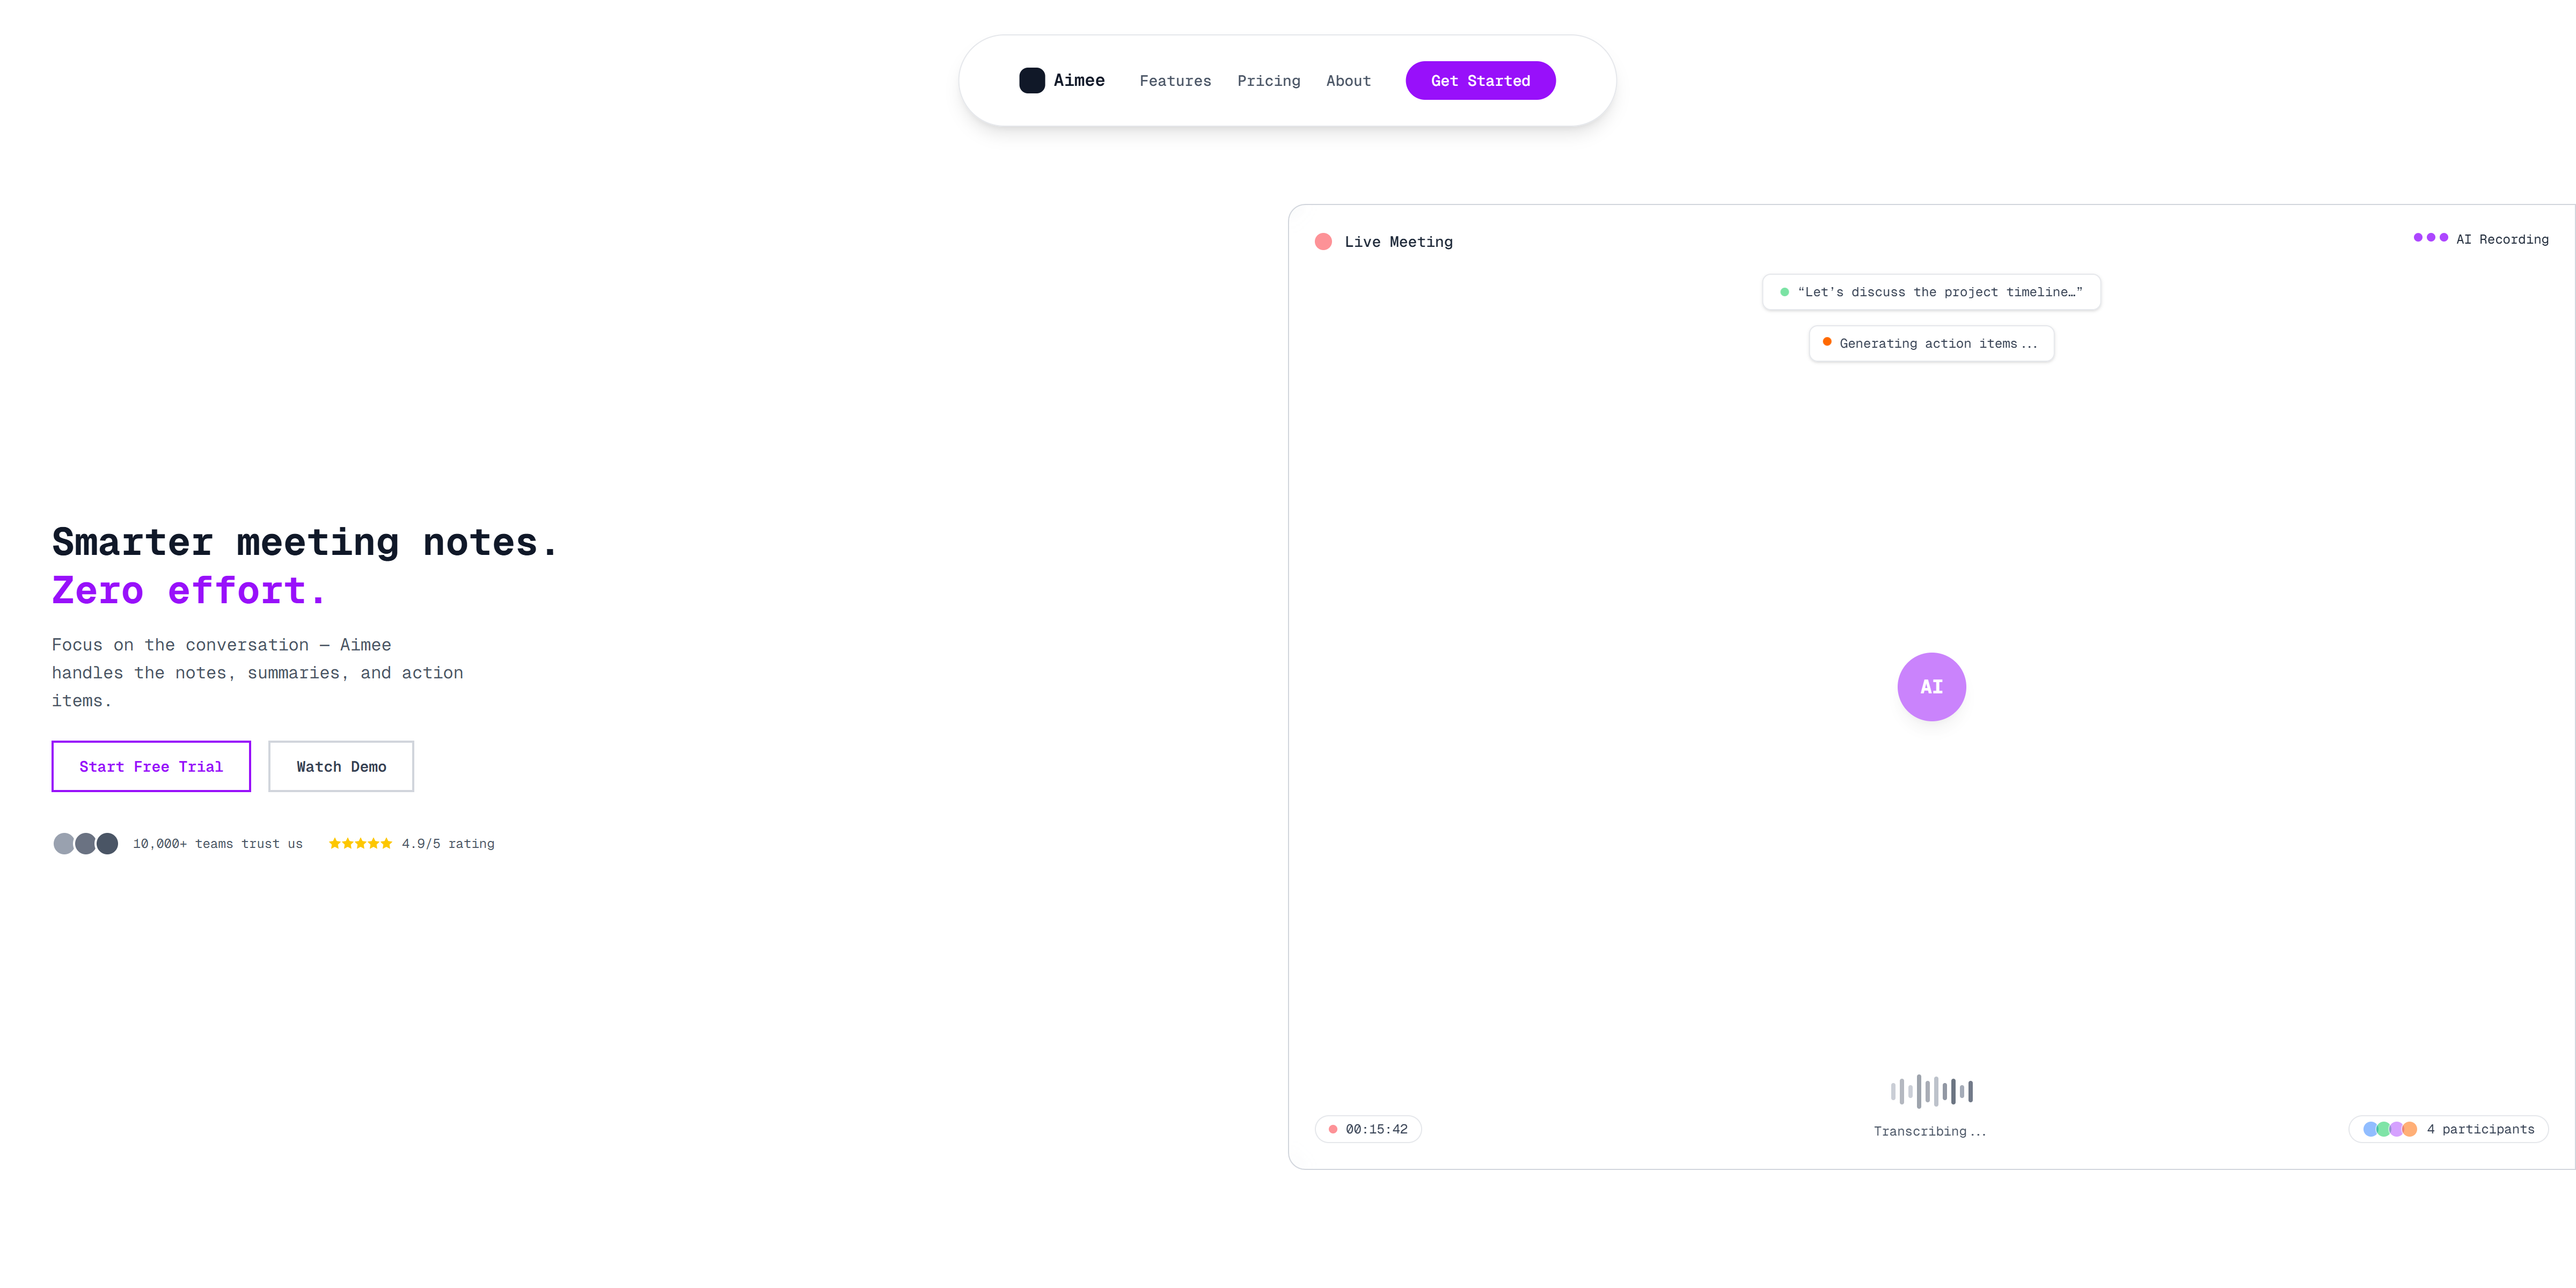 Aimee
Features
Pricing
About
Get Started
Live Meeting
AI Recording
“Let’s discuss the project timeline…”
Generating action items...
Smarter meeting notes.
Zero effort.
Focus on the conversation — Aimee
handles the notes, summaries, and action
items.
Start Free Trial
Watch Demo
10,000+ teams trust us
4.9/5 rating
AI
00:15:42
Transcribing...
4 participants